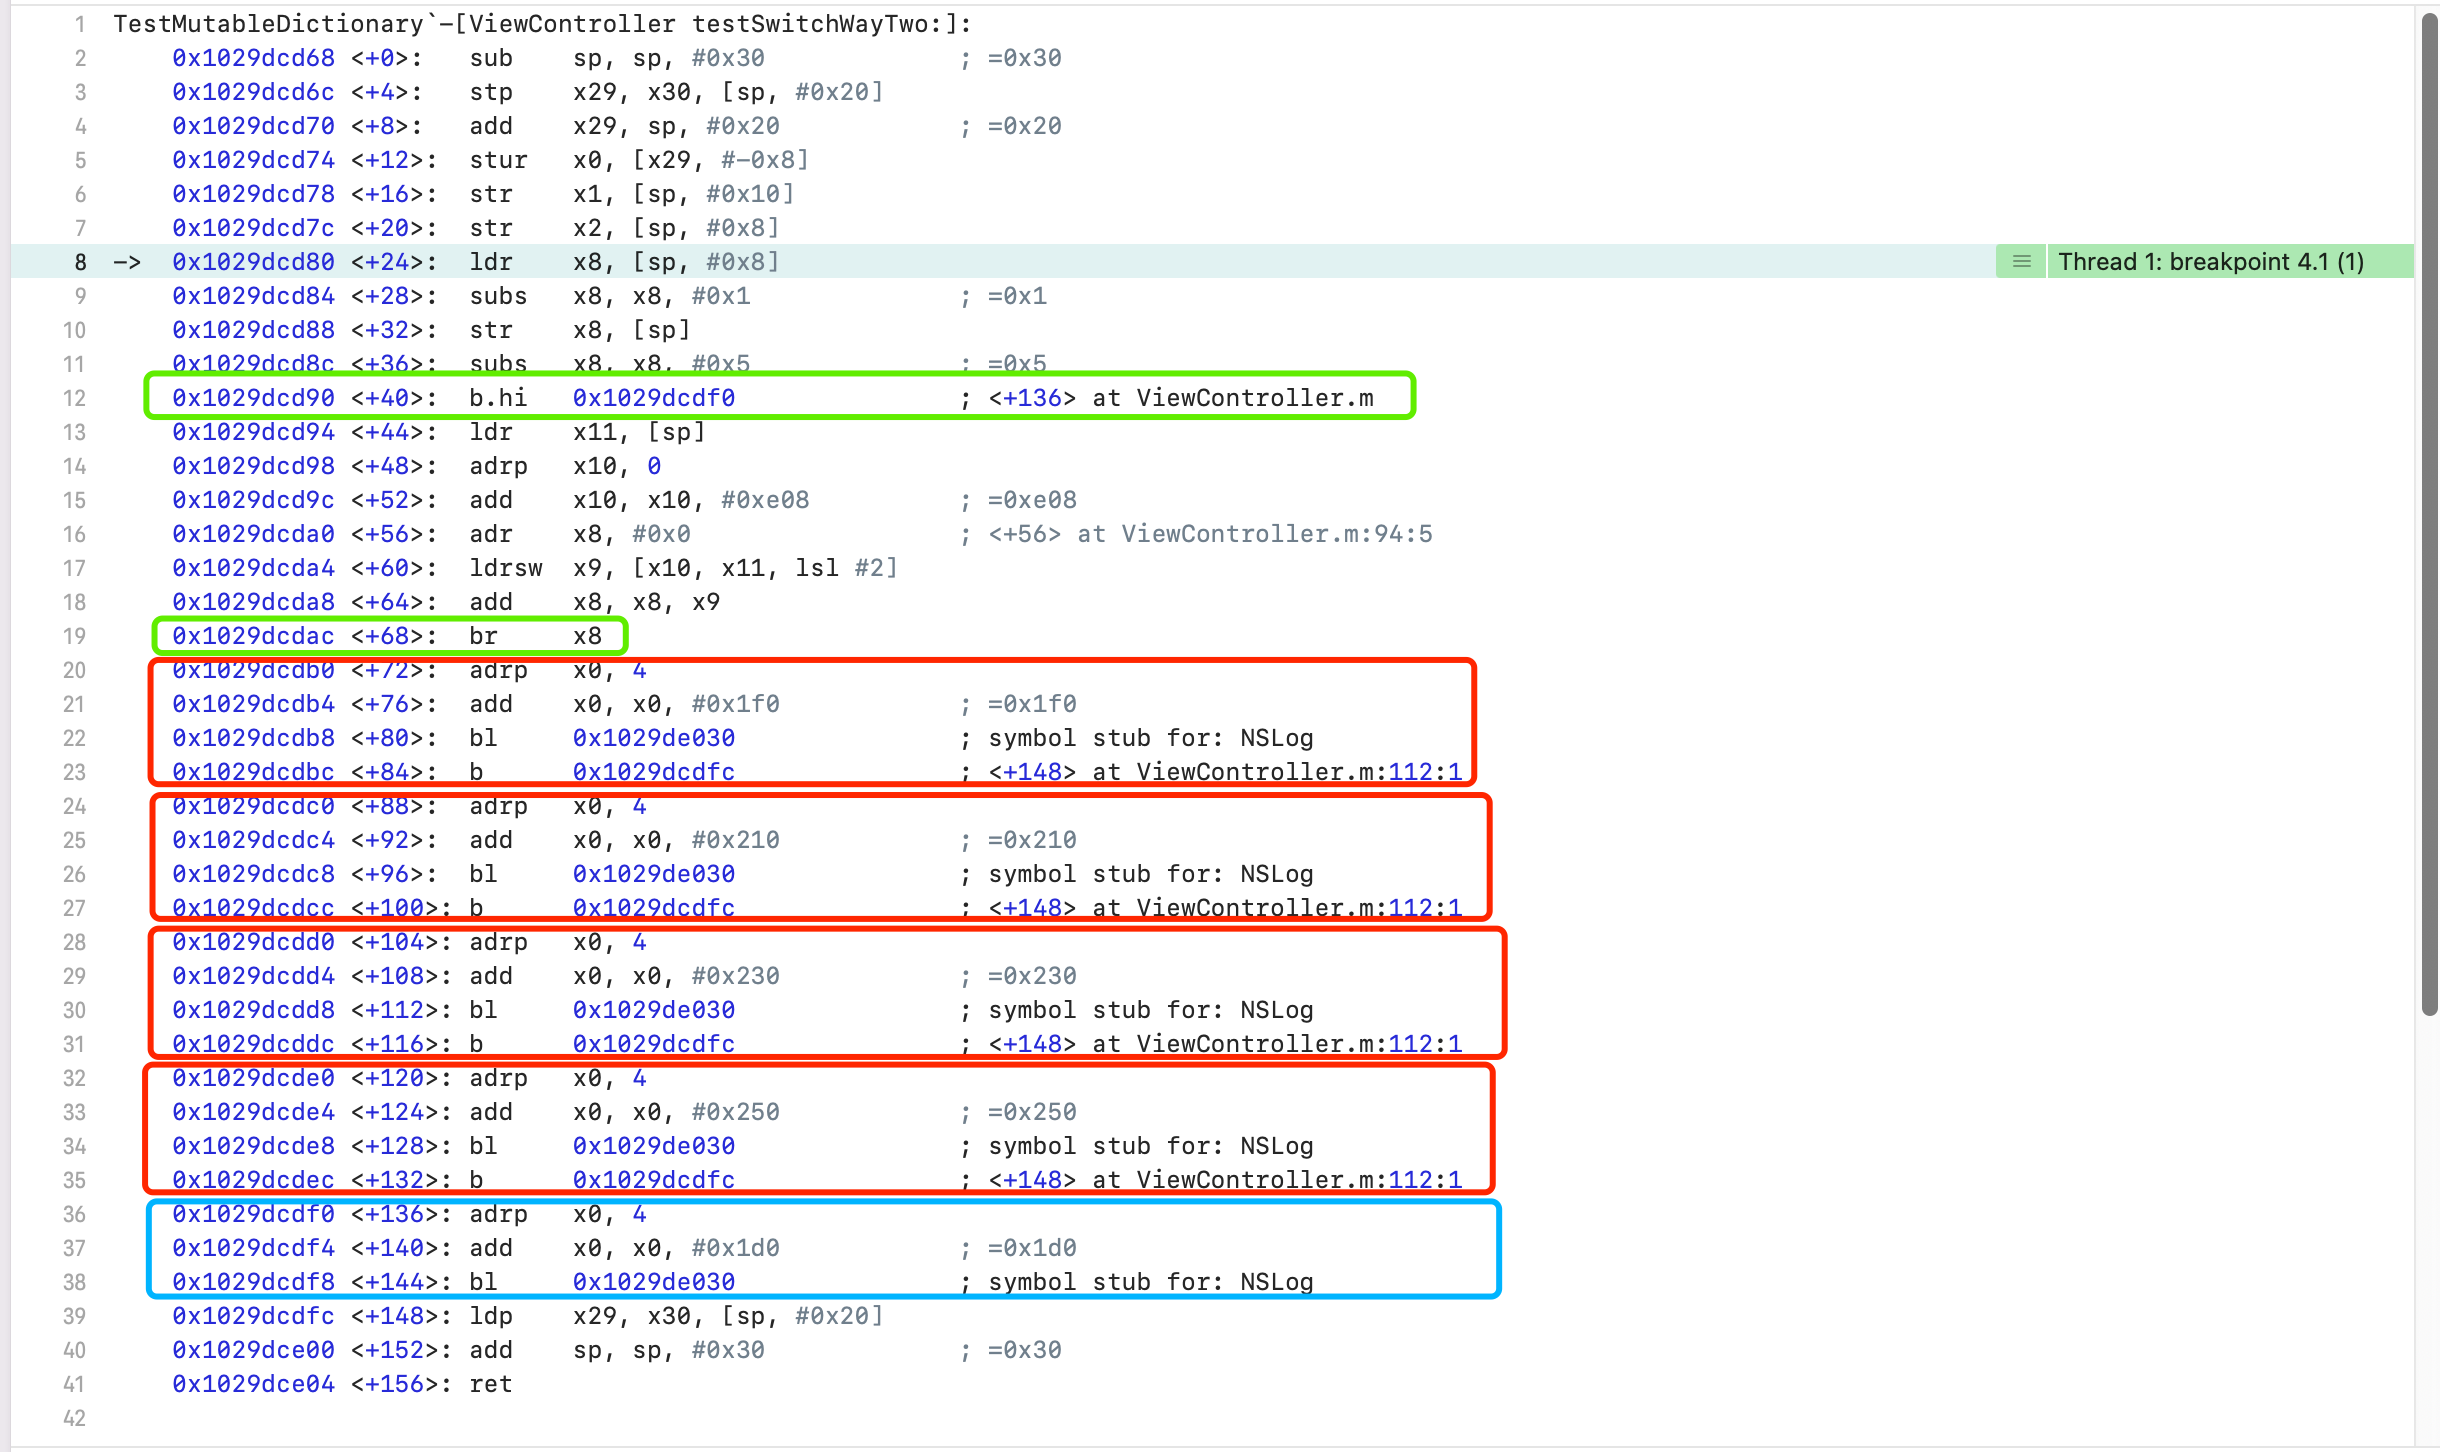 1 TestMutableDictionary`-[ViewController testSwitchWayTwo:]:
2 0x1029dcd68 <+0>: sub sp, sp, #0x30 ; =0x30
3 0x1029dcd6c <+4>: stp x29, x30, [sp, #0x20]
4 0x1029dcd70 <+8>: add x29, sp, #0x20 ; =0x20
5 0x1029dcd74 <+12>: stur x0, [x29, #-0x8]
6 0x1029dcd78 <+16>: str x1, [sp, #0x10]
7 0x1029dcd7c <+20>: str x2, [sp, #0x8]
8 -> 0x1029dcd80 <+24>: ldr x8, [sp, #0x8] Thread 1: breakpoint 4.1 (1)
9 0x1029dcd84 <+28>: subs x8, x8, #0x1 ; =0x1
10 0x1029dcd88 <+32>: str x8, [sp]
11 0x1029dcd8c <+36>: subs x8, x8, #0x5 ; =0x5
12 0x1029dcd90 <+40>: b.hi 0x1029dcdf0 ; <+136> at ViewController.m
13 0x1029dcd94 <+44>: ldr x11, [sp]
14 0x1029dcd98 <+48>: adrp x10, 0
15 0x1029dcd9c <+52>: add x10, x10, #0xe08 ; =0xe08
16 0x1029dcda0 <+56>: adr x8, #0x0 ; <+56> at ViewController.m:94:5
17 0x1029dcda4 <+60>: ldrsw x9, [x10, x11, lsl #2]
18 0x1029dcda8 <+64>: add x8, x8, x9
19 0x1029dcdac <+68>: br x8
20 0x1029dcdb0 <+72>: adrp x0, 4
21 0x1029dcdb4 <+76>: add x0, x0, #0x1f0 ; =0x1f0
22 0x1029dcdb8 <+80>: bl 0x1029de030 ; symbol stub for: NSLog
23 0x1029dcdbc <+84>: b 0x1029dcdfc ; <+148> at ViewController.m:112:1
24 0x1029dcdc0 <+88>: adrp x0, 4
25 0x1029dcdc4 <+92>: add x0, x0, #0x210 ; =0x210
26 0x1029dcdc8 <+96>: bl 0x1029de030 ; symbol stub for: NSLog
27 0x1029dcdcc <+100>: b 0x1029dcdfc ; <+148> at ViewController.m:112:1
28 0x1029dcdd0 <+104>: adrp x0, 4
29 0x1029dcdd4 <+108>: add x0, x0, #0x230 ; =0x230
30 0x1029dcdd8 <+112>: bl 0x1029de030 ; symbol stub for: NSLog
31 0x1029dcddc <+116>: b 0x1029dcdfc ; <+148> at ViewController.m:112:1
32 0x1029dcde0 <+120>: adrp x0, 4
33 0x1029dcde4 <+124>: add x0, x0, #0x250 ; =0x250
34 0x1029dcde8 <+128>: bl 0x1029de030 ; symbol stub for: NSLog
35 0x1029dcdec <+132>: b 0x1029dcdfc ; <+148> at ViewController.m:112:1
36 0x1029dcdf0 <+136>: adrp x0, 4
37 0x1029dcdf4 <+140>: add x0, x0, #0x1d0 ; =0x1d0
38 0x1029dcdf8 <+144>: bl 0x1029de030 ; symbol stub for: NSLog
39 0x1029dcdfc <+148>: ldp x29, x30, [sp, #0x20]
40 0x1029dce00 <+152>: add sp, sp, #0x30 ; =0x30
41 0x1029dce04 <+156>: ret
42